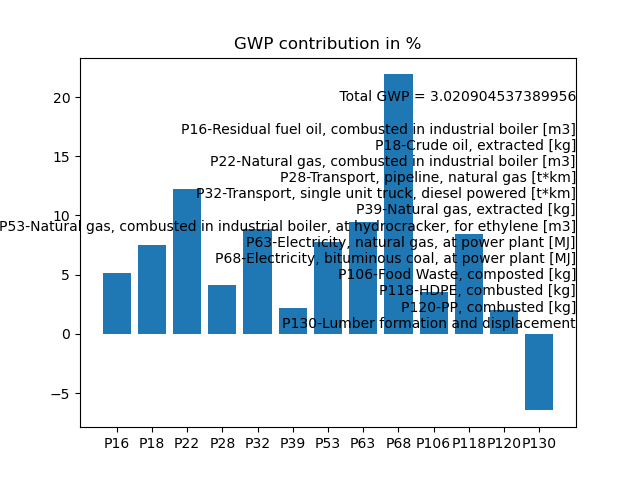 GWP contribution in %
Total GWP = 3.020904537389956
P16-Residual fuel oil, combusted in industrial boiler [m3]
P18-Crude oil, extracted [kg]
P22-Natural gas, combusted in industrial boiler [m3]
P28-Transport, pipeline, natural gas [t*km]
P32-Transport, single unit truck, diesel powered [t*km]
P39-Natural gas, extracted [kg]
P53-Natural gas, combusted in industrial boiler, at hydrocracker, for ethylene [m3]
P63-Electricity, natural gas, at power plant [MJ]
P68-Electricity, bituminous coal, at power plant [MJ]
P106-Food Waste, composted [kg]
P118-HDPE, combusted [kg]
P120-PP, combusted [kg]
P130-Lumber formation and displacement
20
15
10
5
0
−5
P16 P18 P22 P28 P32 P39 P53 P63 P68 P106 P118 P120 P130